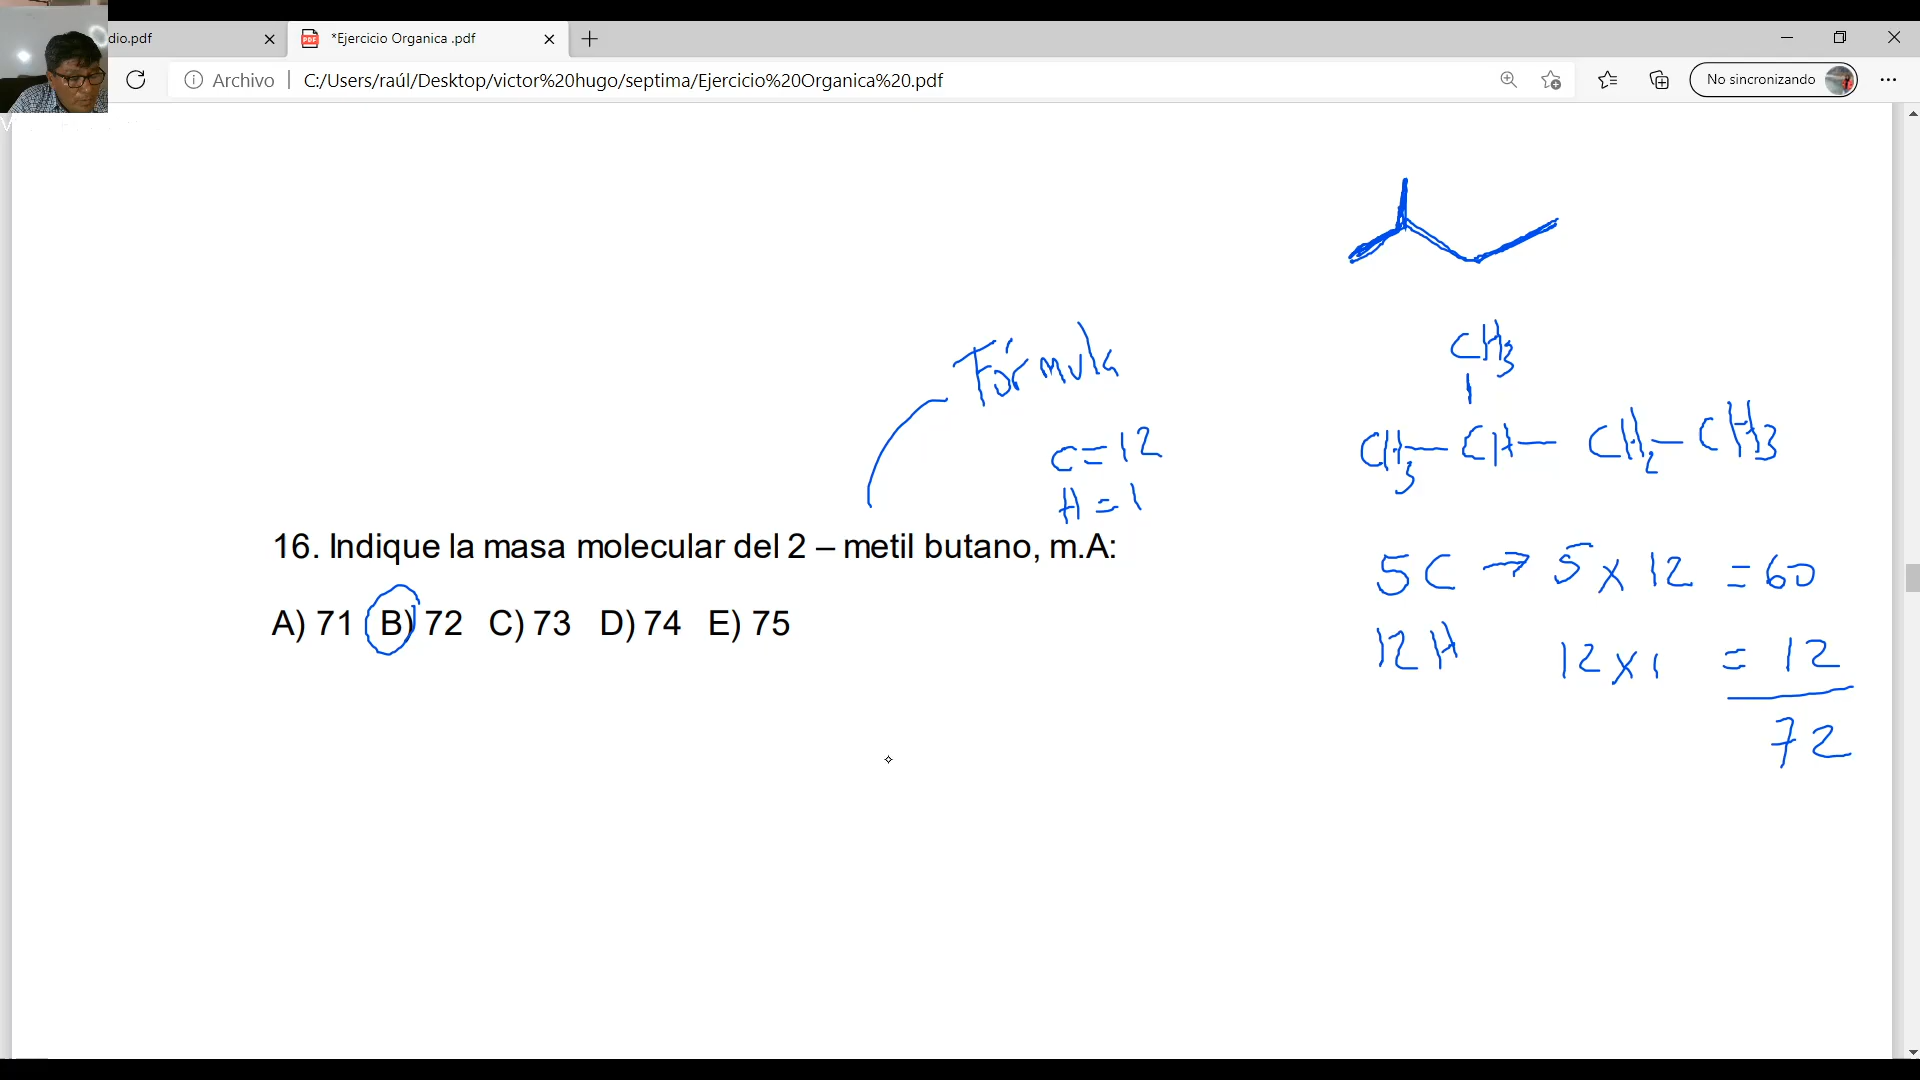 dio.pdf
*Ejercicio Organica .pdf
Archivo | C:/Users/raúl/Desktop/victor%20hugo/septima/Ejercicio%20Organica%20.pdf
No sincronizando
Fórmula
C=12
H=1
CH3
CH3—CH—CH2—CH3
16. Indique la masa molecular del 2 – metil butano, m.A:
A) 71 B) 72 C) 73 D) 74 E) 75
5C → 5 x 12 = 60
12H 12 x 1 = 12
72